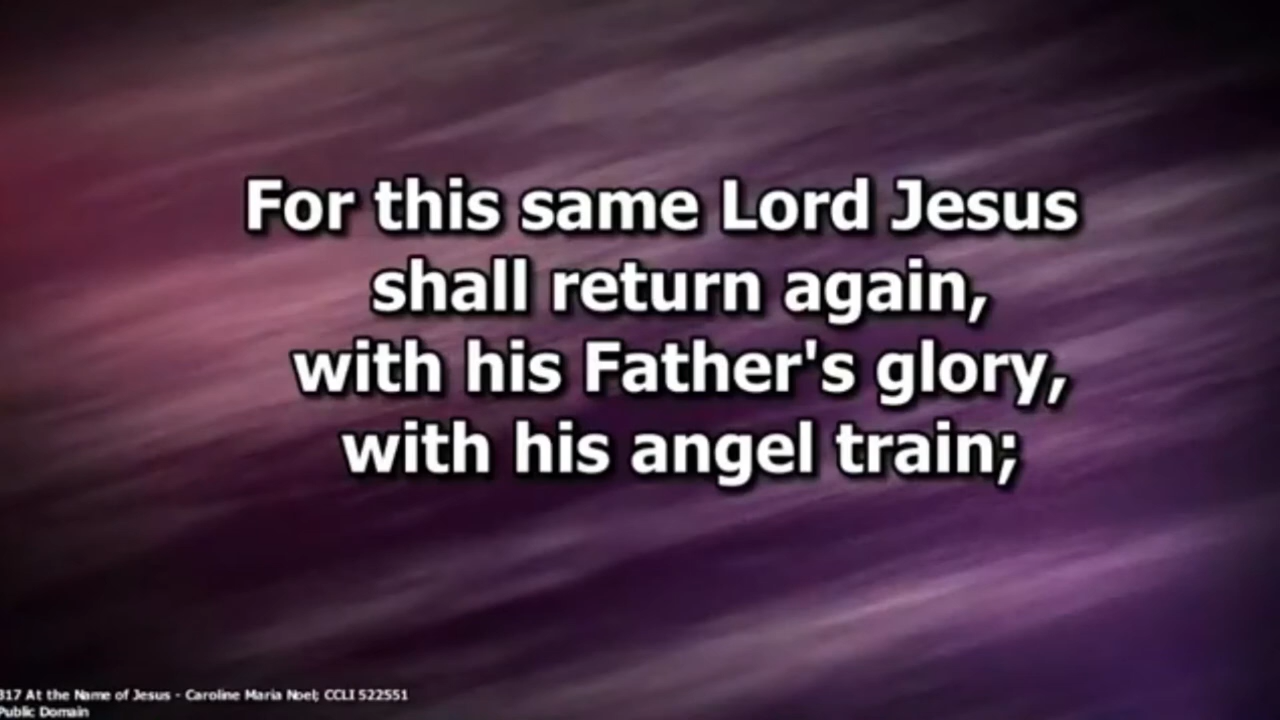 For this same Lord Jesus
shall return again,
with his Father's glory,
with his angel train;
317 At the Name of Jesus - Caroline Maria Noel; CCLI 522551
Public Domain